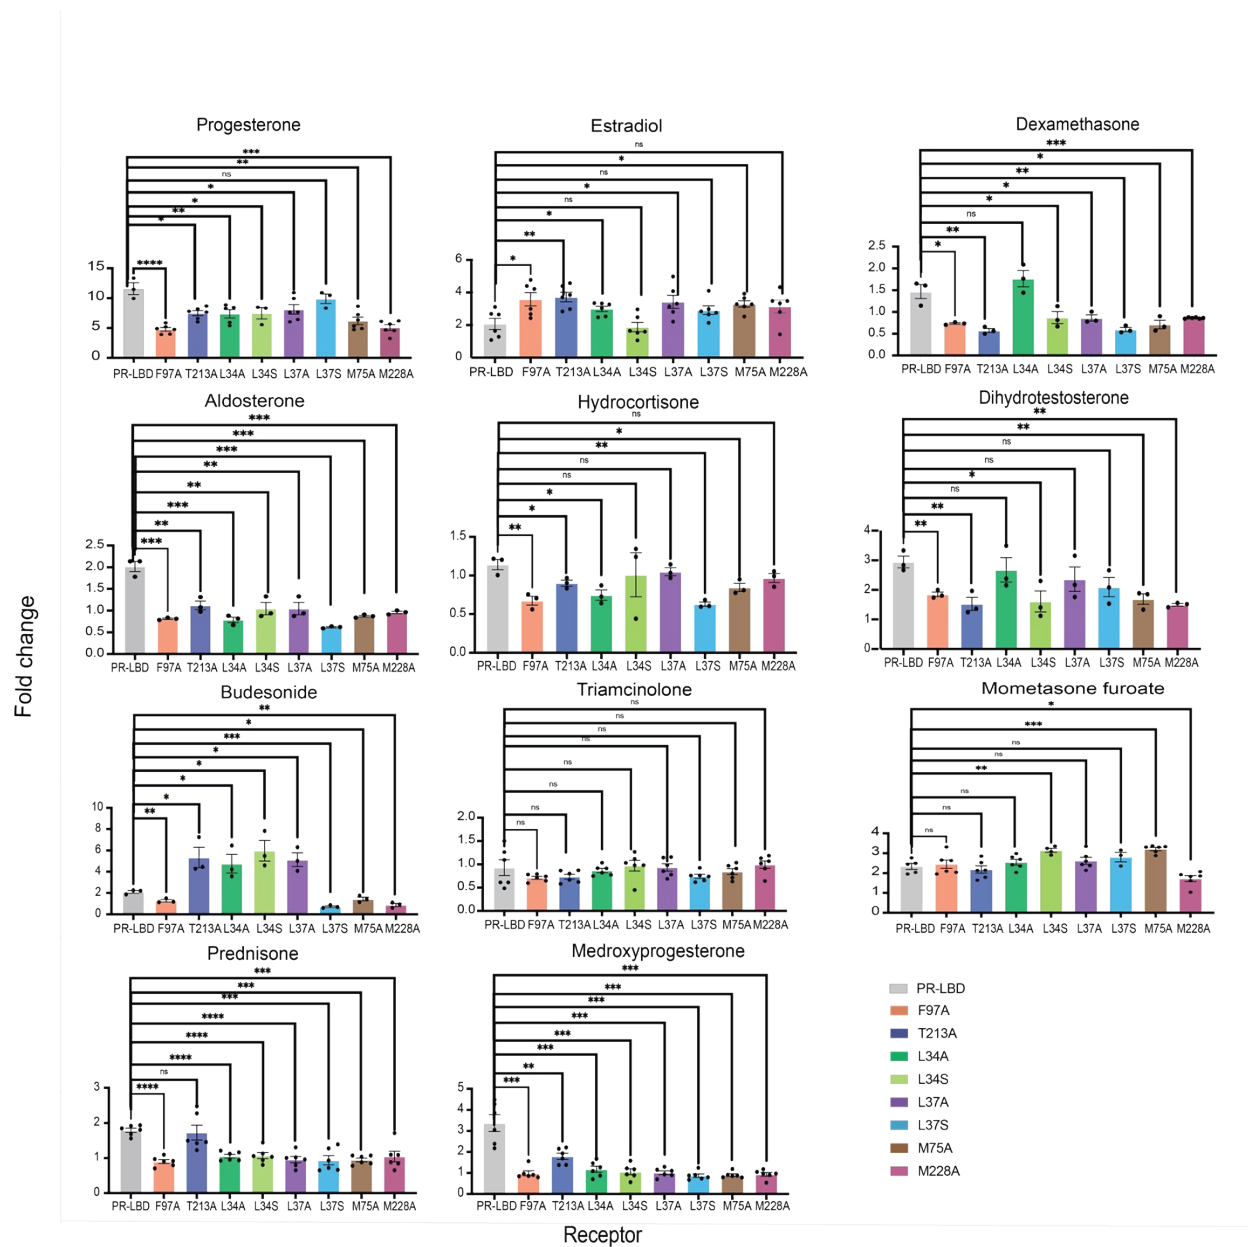 Progesterone
***
**
ns
*
*
**
*
****
15
10
5
0
PR-LBD F97A T213A L34A L34S L37A L37S M75A M228A
Estradiol
ns
*
ns
*
ns
*
**
*
6
4
2
0
PR-LBD F97A T213A L34A L34S L37A L37S M75A M228A
Dexamethasone
***
*
**
*
*
ns
**
*
2.5
2.0
1.5
1.0
0.5
0.0
PR-LBD F97A T213A L34A L34S L37A L37S M75A M228A
Aldosterone
***
***
***
**
**
***
**
***
2.5
2.0
1.5
1.0
0.5
0.0
PR-LBD F97A T213A L34A L34S L37A L37S M75A M228A
Hydrocortisone
ns
*
**
ns
ns
*
*
**
1.5
1.0
0.5
0.0
PR-LBD F97A T213A L34A L34S L37A L37S M75A M228A
Dihydrotestosterone
**
**
ns
ns
*
ns
**
**
4
3
2
1
0
PR-LBD F97A T213A L34A L34S L37A L37S M75A M228A
Fold change
Budesonide
**
*
***
*
*
*
*
**
10
8
6
4
2
0
PR-LBD F97A T213A L34A L34S L37A L37S M75A M228A
Triamcinolone
ns
ns
ns
ns
ns
ns
ns
ns
2.0
1.5
1.0
0.5
0.0
PR-LBD F97A T213A L34A L34S L37A L37S M75A M228A
Mometasone furoate
*
***
ns
ns
**
ns
ns
ns
4
3
2
1
0
PR-LBD F97A T213A L34A L34S L37A L37S M75A M228A
Prednisone
***
***
***
****
****
****
ns
****
3
2
1
0
PR-LBD F97A T213A L34A L34S L37A L37S M75A M228A
Medroxyprogesterone
***
***
***
***
***
***
**
***
5
4
3
2
1
0
PR-LBD F97A T213A L34A L34S L37A L37S M75A M228A
PR-LBD
F97A
T213A
L34A
L34S
L37A
L37S
M75A
M228A
Receptor